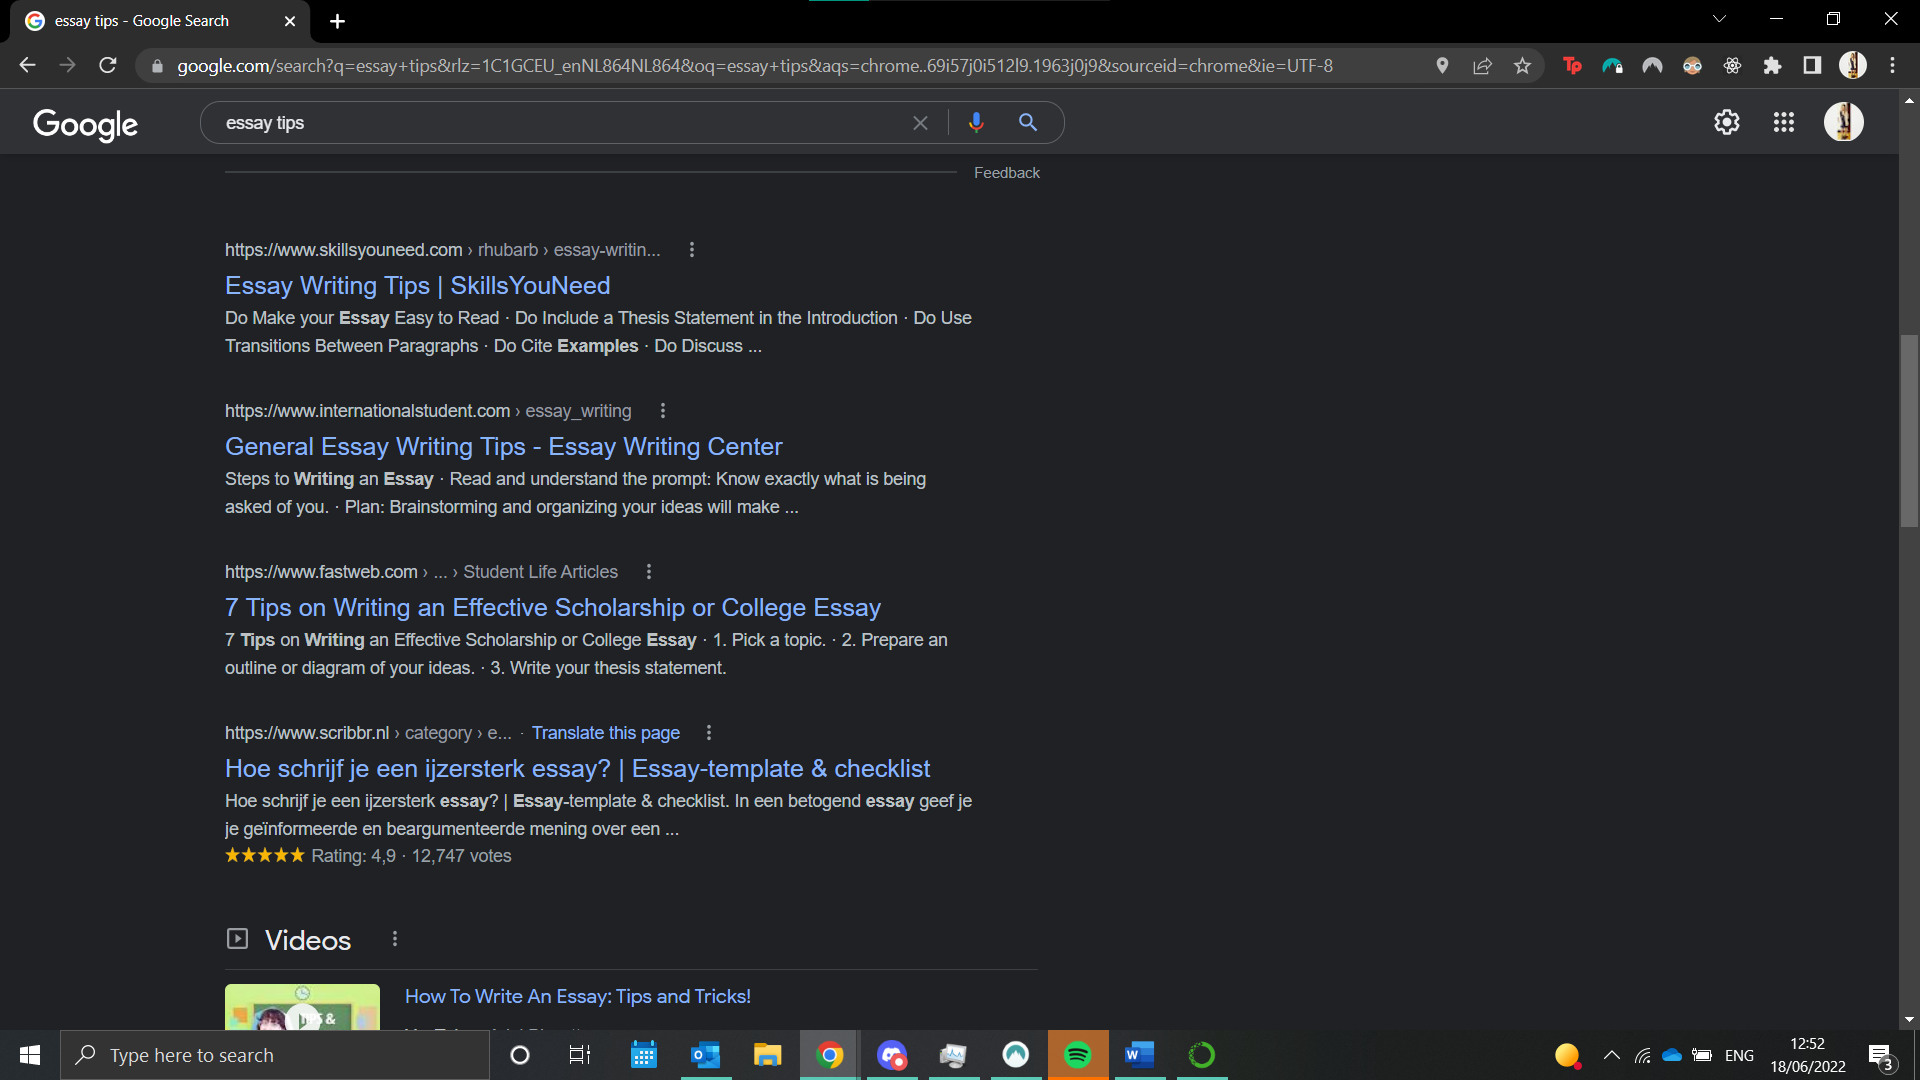 essay tips - Google Search
google.com/search?q=essay+tips&rlz=1C1GCEU_enNL864NL864&oq=essay+tips&aqs=chrome..69i57j0i512l9.1963j0j9&sourceid=chrome&ie=UTF-8
Tp
Google
essay tips
Feedback
https://www.skillsyouneed.com › rhubarb › essay-writin...
Essay Writing Tips | SkillsYouNeed
Do Make your Essay Easy to Read · Do Include a Thesis Statement in the Introduction · Do Use
Transitions Between Paragraphs · Do Cite Examples · Do Discuss ...
https://www.internationalstudent.com › essay_writing
General Essay Writing Tips - Essay Writing Center
Steps to Writing an Essay · Read and understand the prompt: Know exactly what is being
asked of you. · Plan: Brainstorming and organizing your ideas will make ...
https://www.fastweb.com › ... › Student Life Articles
7 Tips on Writing an Effective Scholarship or College Essay
7 Tips on Writing an Effective Scholarship or College Essay · 1. Pick a topic. · 2. Prepare an
outline or diagram of your ideas. · 3. Write your thesis statement.
https://www.scribbr.nl › category › e... · Translate this page
Hoe schrijf je een ijzersterk essay? | Essay-template & checklist
Hoe schrijf je een ijzersterk essay? | Essay-template & checklist. In een betogend essay geef je
je geïnformeerde en beargumenteerde mening over een ...
Rating: 4,9 · 12,747 votes
Videos
How To Write An Essay: Tips and Tricks!
Type here to search
ENG
12:52
18/06/2022
3